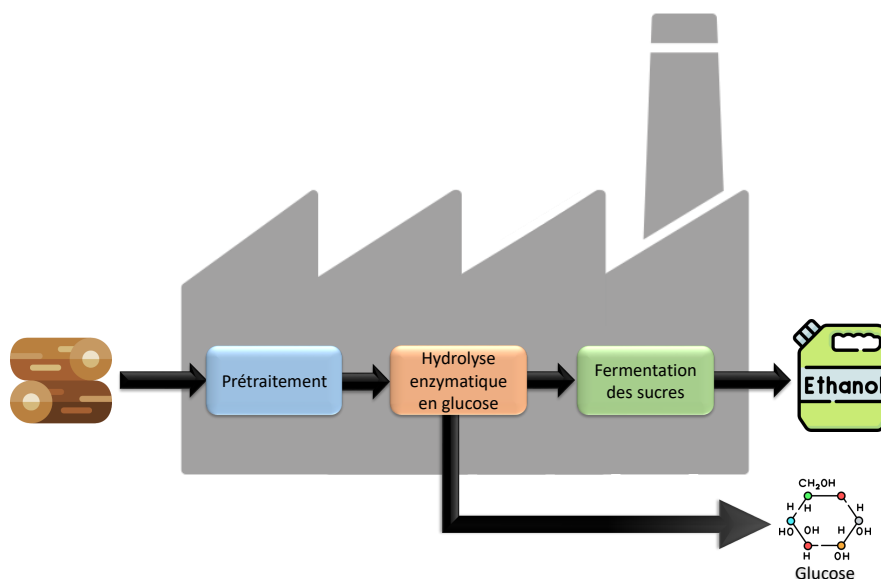 Prétraitement
Hydrolyse
enzymatique
en glucose
Fermentation
des sucres
Ethanol
CH₂OH
H
H
H
HO
OH
H
OH
H
OH
Glucose